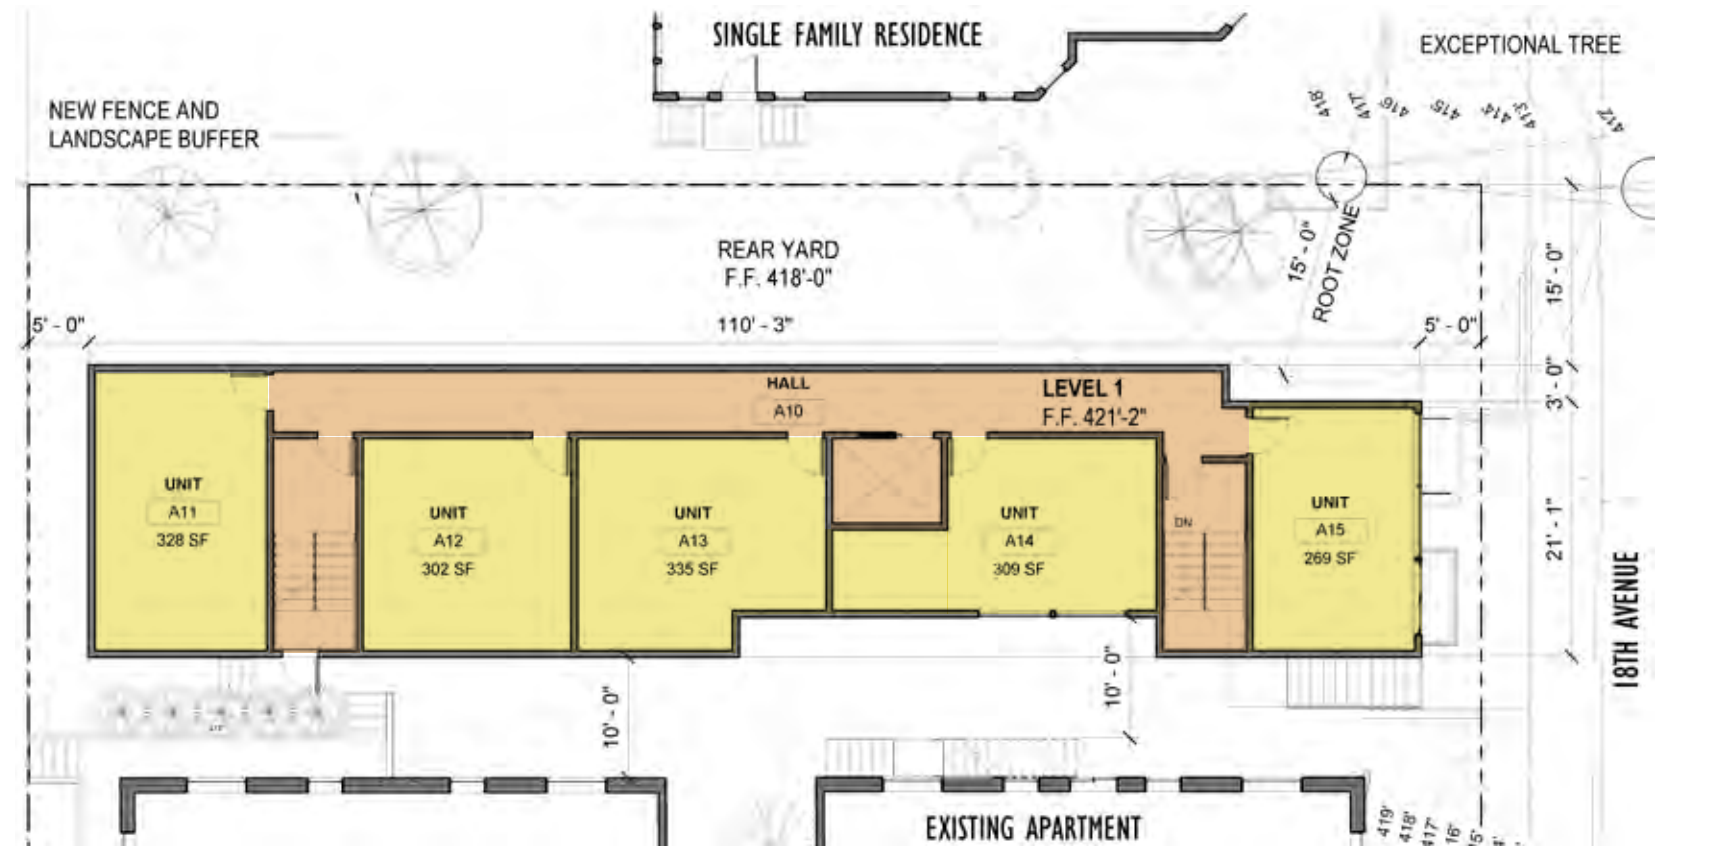 SINGLE FAMILY RESIDENCE
EXCEPTIONAL TREE
NEW FENCE AND
LANDSCAPE BUFFER
418'
417'
416'
415'
414'
413'
412'
REAR YARD
F.F. 418'-0"
15' - 0"
ROOT ZONE
15' - 0"
5' - 0"
110' - 3"
5' - 0"
HALL
A10
LEVEL 1
F.F. 421'-2"
3' - 0"
UNIT
A11
328 SF
UNIT
A12
302 SF
UNIT
A13
335 SF
UNIT
A14
309 SF
DN
UNIT
A15
269 SF
21' - 1"
18TH AVENUE
10' - 0"
10' - 0"
EXISTING APARTMENT
419'
418'
417'
16'